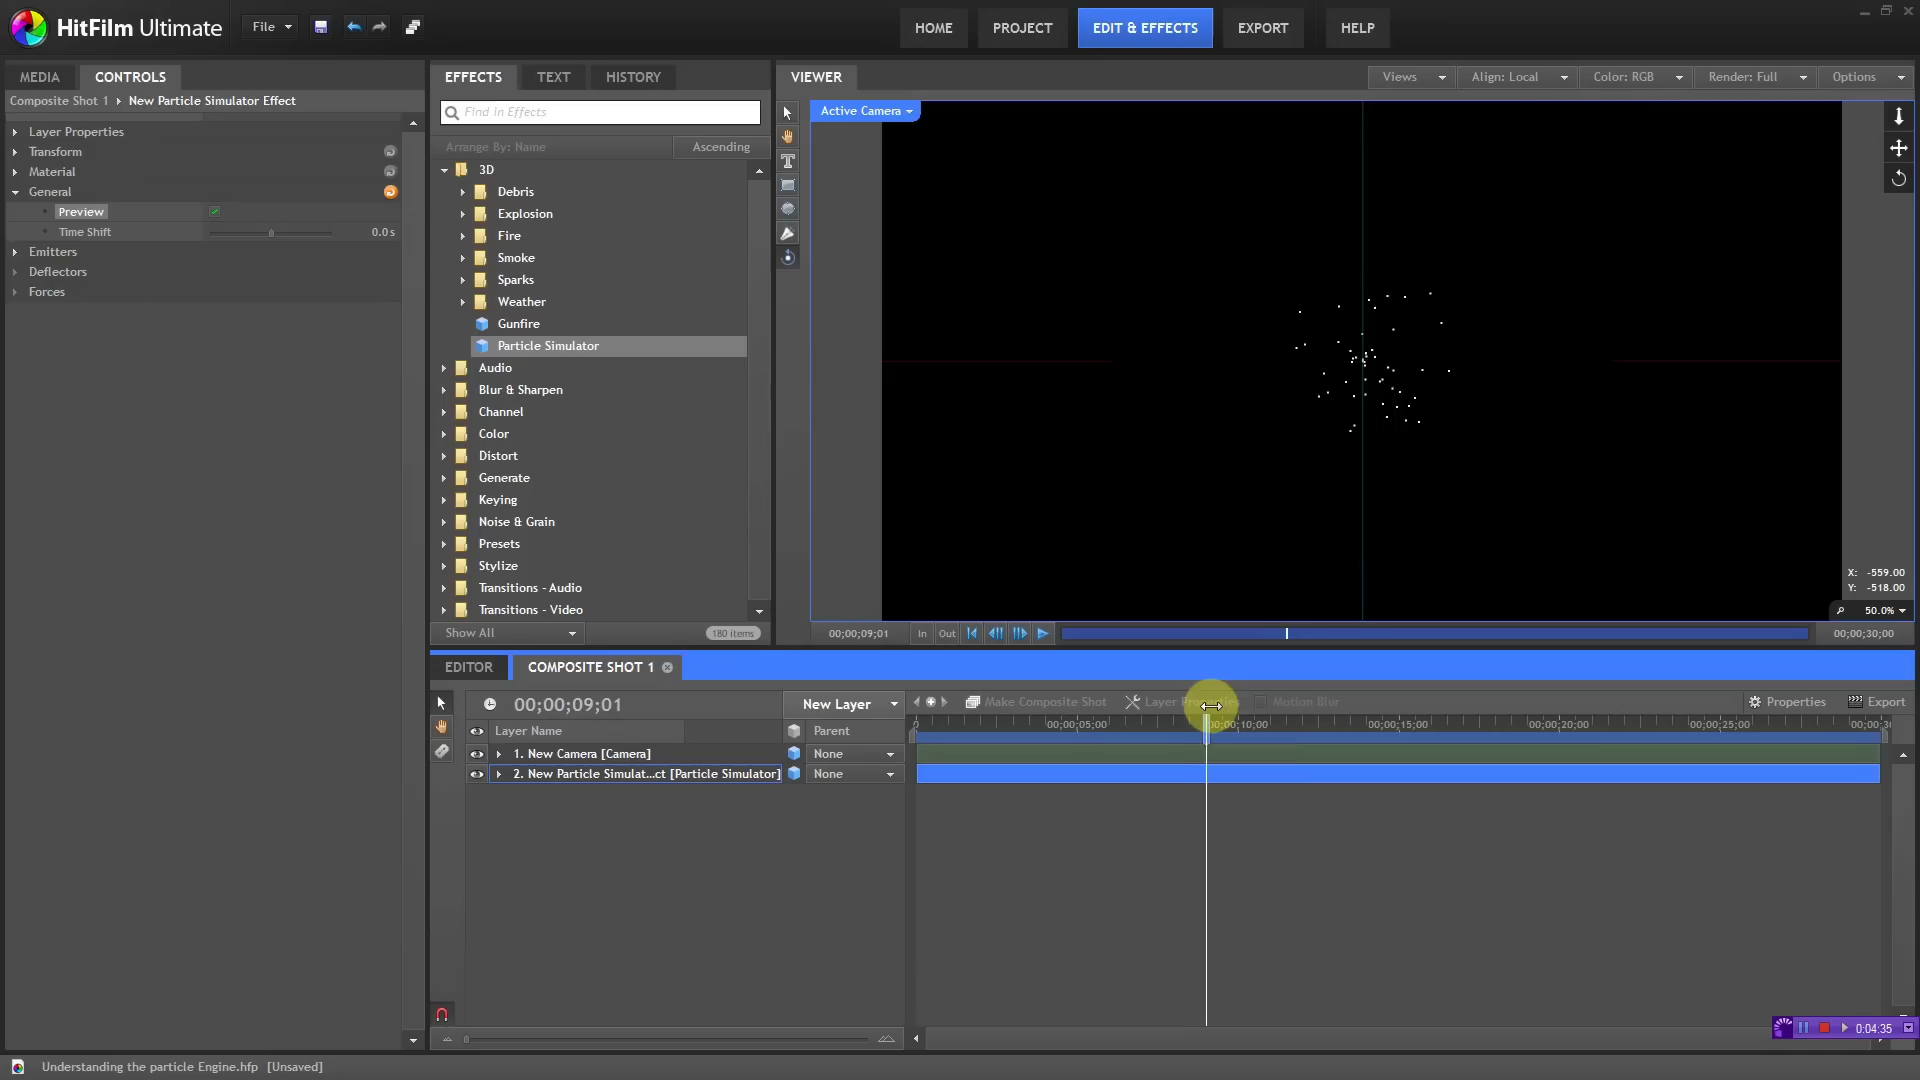 HitFilm Ultimate
File
HOME
PROJECT
EDIT & EFFECTS
EXPORT
HELP
MEDIA
CONTROLS
Composite Shot 1
New Particle Simulator Effect
Layer Properties
Transform
Material
General
Preview
Time Shift
0.0 s
Emitters
Deflectors
Forces
EFFECTS
TEXT
HISTORY
Find in Effects
Arrange By: Name
Ascending
3D
Debris
Explosion
Fire
Smoke
Sparks
Weather
Gunfire
Particle Simulator
Audio
Blur & Sharpen
Channel
Color
Distort
Generate
Keying
Noise & Grain
Presets
Stylize
Transitions - Audio
Transitions - Video
Show All
180 items
VIEWER
Views
Align: Local
Color: RGB
Render: Full
Options
Active Camera
X: -559.00
Y: -518.00
50.0%
00;00;09;01
In
Out
00;00;30;00
EDITOR
COMPOSITE SHOT 1
00;00;09;01
New Layer
Make Composite Shot
Layer Properties
Motion Blur
Properties
Export
Layer Name
Parent
0
00;00;05;00
00;00;10;00
00;00;15;00
00;00;20;00
00;00;25;00
00;00;30
1. New Camera [Camera]
None
2. New Particle Simulat...ct [Particle Simulator]
None
0:04:35
Understanding the particle Engine.hfp
[Unsaved]